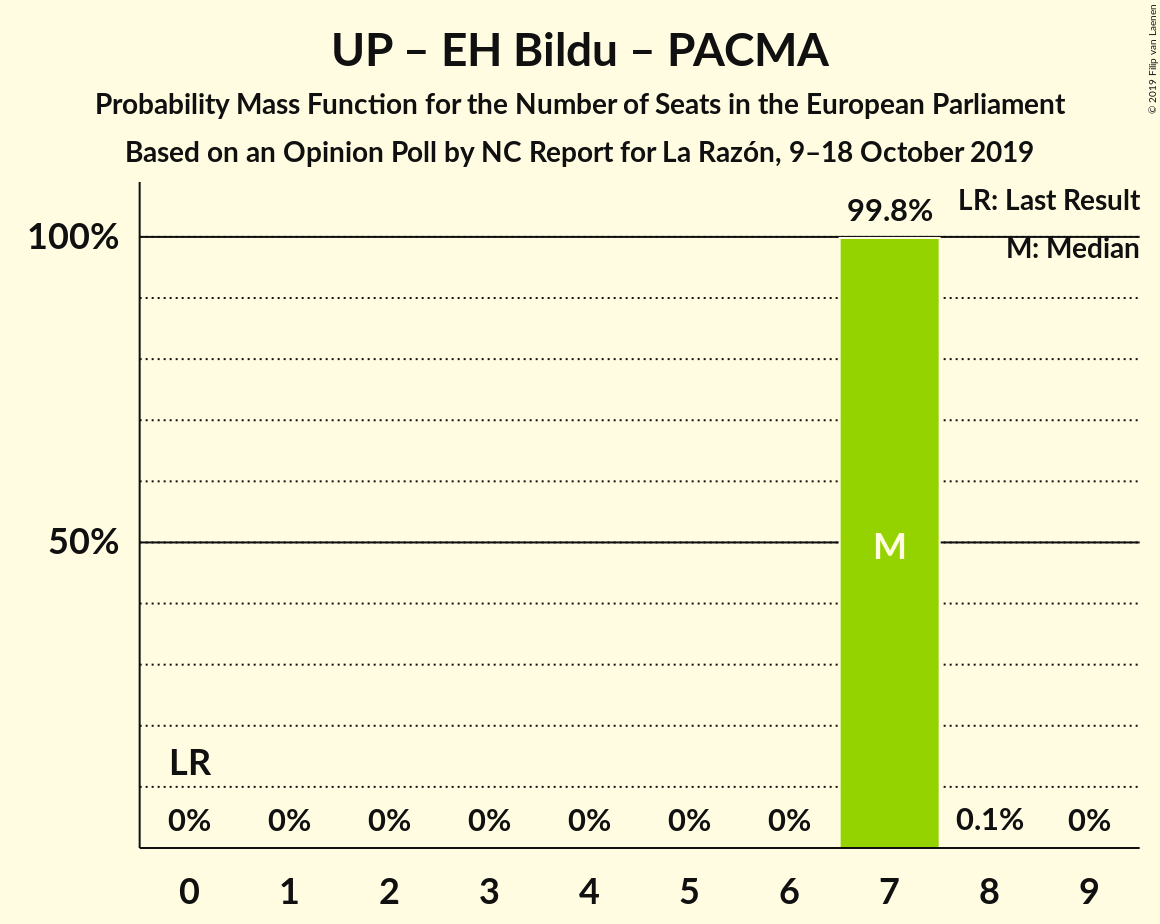 UP – EH Bildu – PACMA
Probability Mass Function for the Number of Seats in the European Parliament
Based on an Opinion Poll by NC Report for La Razón, 9–18 October 2019
© 2019 Filip van Laenen
LR: Last Result
M: Median
99.8%
100%
50%
M
LR
0% 0% 0% 0% 0% 0% 0% 0.1% 0%
0 1 2 3 4 5 6 7 8 9